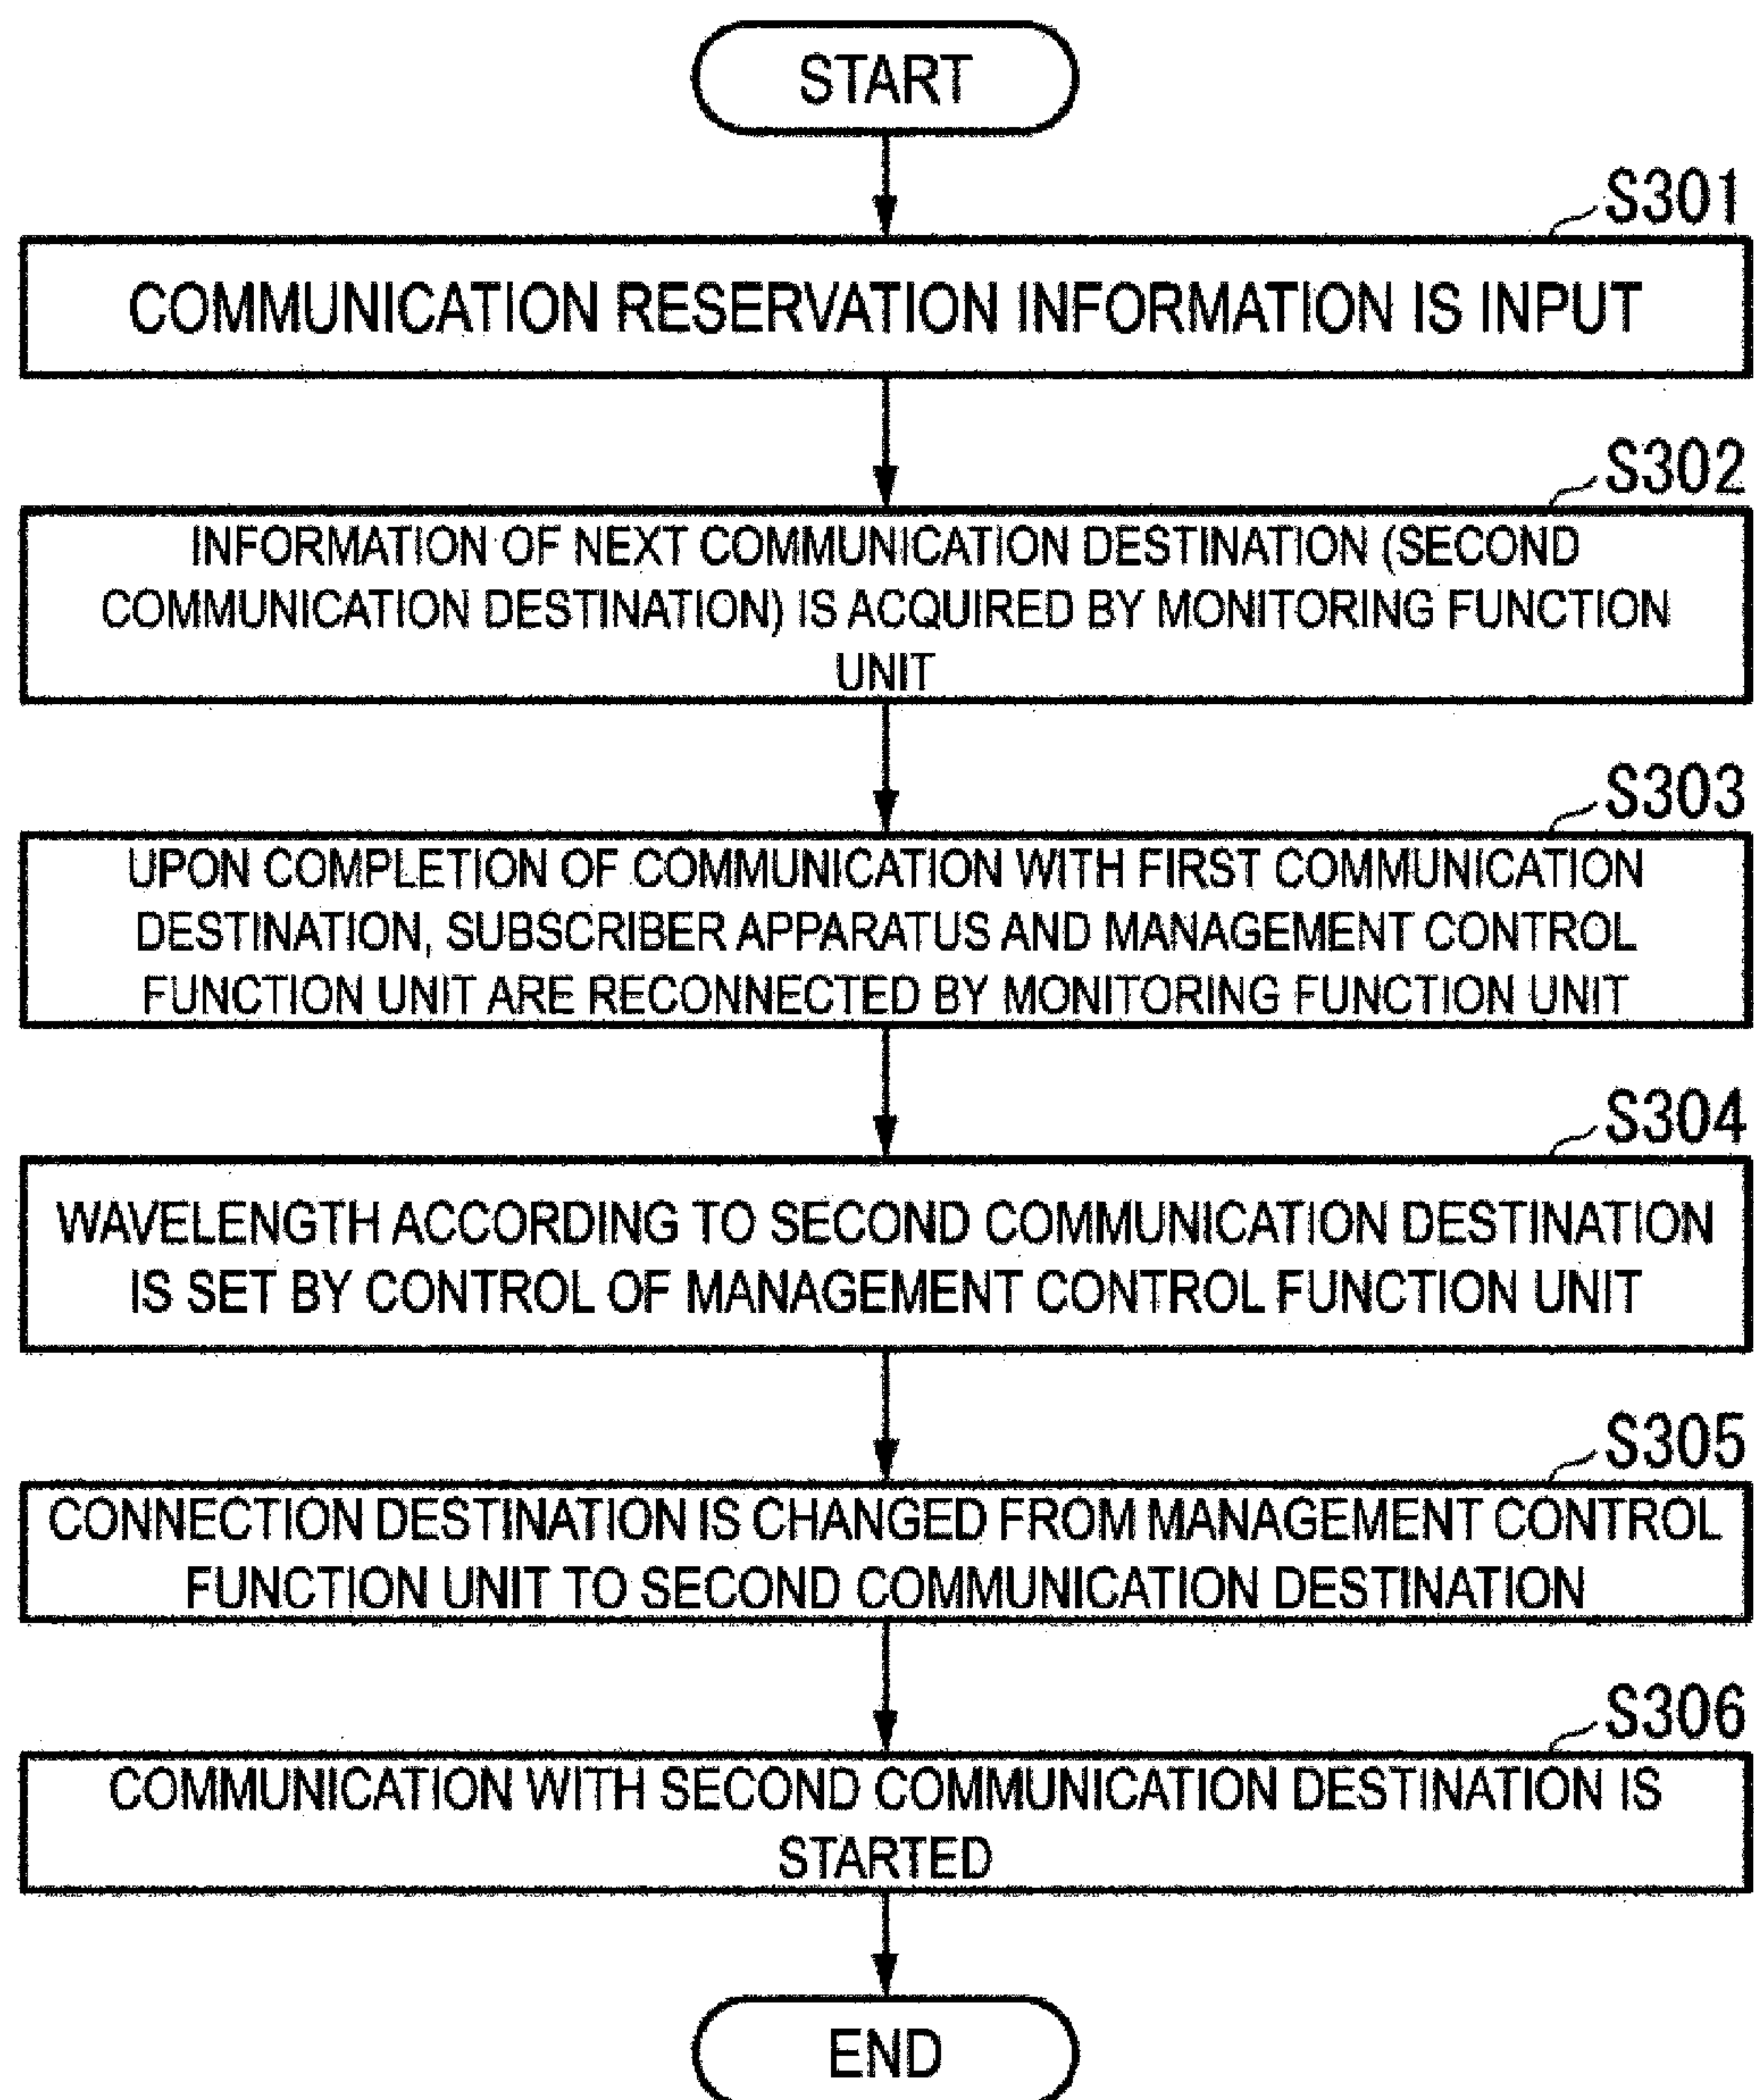 START
S301
COMMUNICATION RESERVATION INFORMATION IS INPUT
S302
INFORMATION OF NEXT COMMUNICATION DESTINATION (SECOND
COMMUNICATION DESTINATION) IS ACQUIRED BY MONITORING FUNCTION
UNIT
S303
UPON COMPLETION OF COMMUNICATION WITH FIRST COMMUNICATION
DESTINATION, SUBSCRIBER APPARATUS AND MANAGEMENT CONTROL
FUNCTION UNIT ARE RECONNECTED BY MONITORING FUNCTION UNIT
S304
WAVELENGTH ACCORDING TO SECOND COMMUNICATION DESTINATION
IS SET BY CONTROL OF MANAGEMENT CONTROL FUNCTION UNIT
S305
CONNECTION DESTINATION IS CHANGED FROM MANAGEMENT CONTROL
FUNCTION UNIT TO SECOND COMMUNICATION DESTINATION
S306
COMMUNICATION WITH SECOND COMMUNICATION DESTINATION IS
STARTED
END